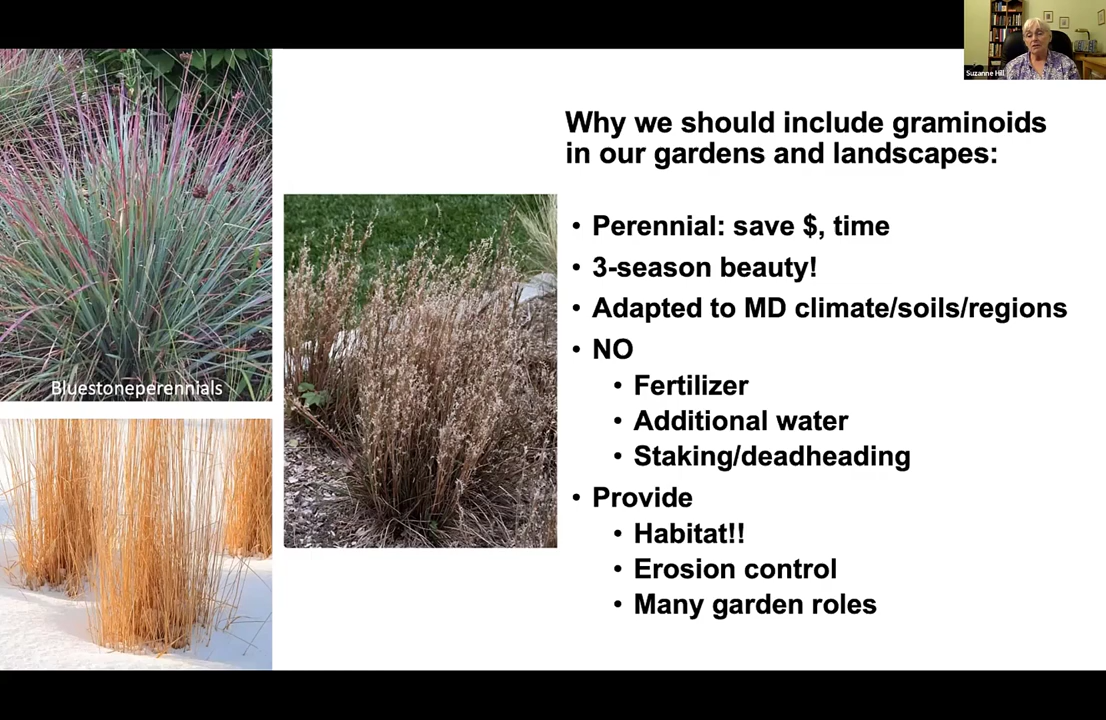 Suzanne Hill
Why we should include graminoids
in our gardens and landscapes:
• Perennial: save $, time
• 3-season beauty!
• Adapted to MD climate/soils/regions
• NO
• Fertilizer
• Additional water
• Staking/deadheading
• Provide
• Habitat!!
• Erosion control
• Many garden roles
Bluestoneperennials